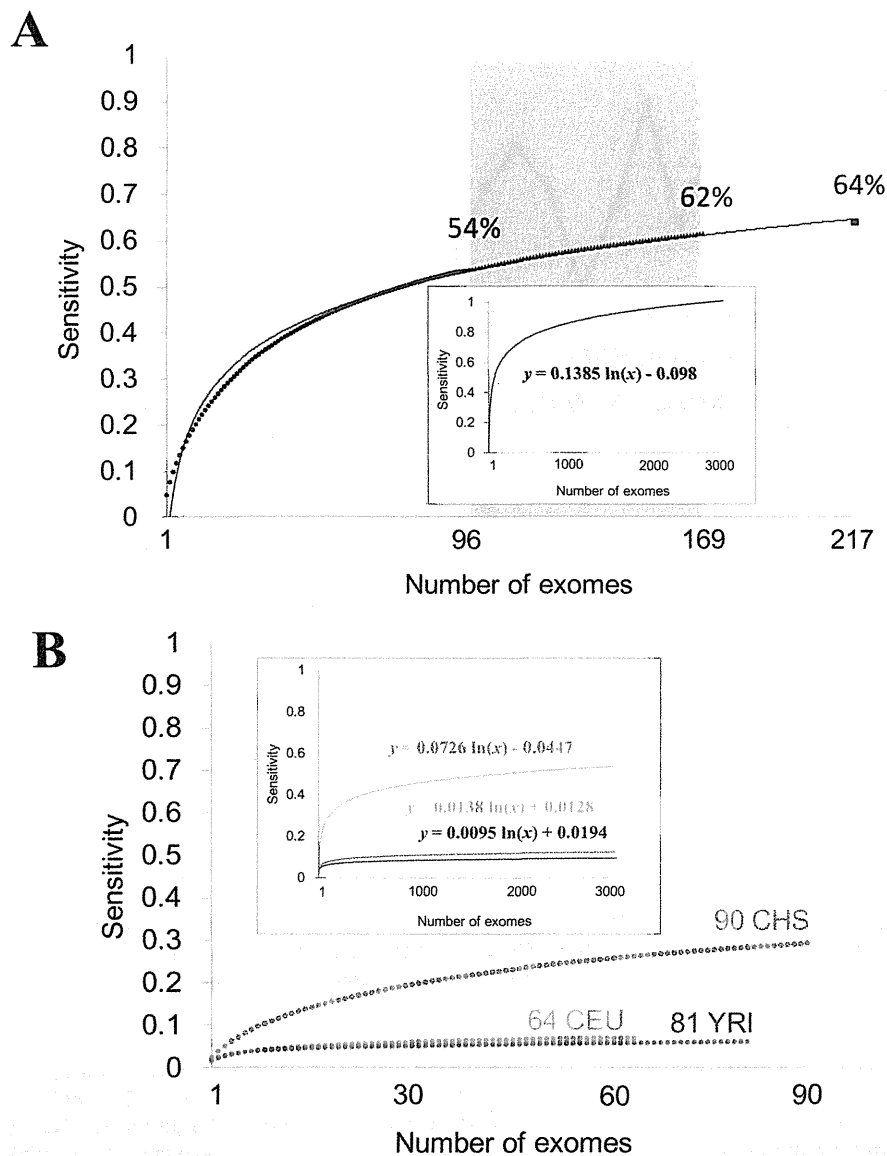 A
1
0.9
0.8
0.7
0.6
0.5
0.4
0.3
0.2
0.1
0
Sensitivity
54%
62%
64%
1
0.8
0.6
0.4
0.2
0
Sensitivity
y = 0.1385 ln(x) - 0.098
1 1000 2000 3000
Number of exomes
1 96 169 217
Number of exomes
B
1
0.9
0.8
0.7
0.6
0.5
0.4
0.3
0.2
0.1
0
Sensitivity
1
0.8
0.6
0.4
0.2
0
Sensitivity
y = 0.0726 ln(x) - 0.0447
y = 0.0138 ln(x) + 0.0128
y = 0.0095 ln(x) + 0.0194
1 1000 2000 3000
Number of exomes
90 CHS
64 CEU
81 YRI
1 30 60 90
Number of exomes